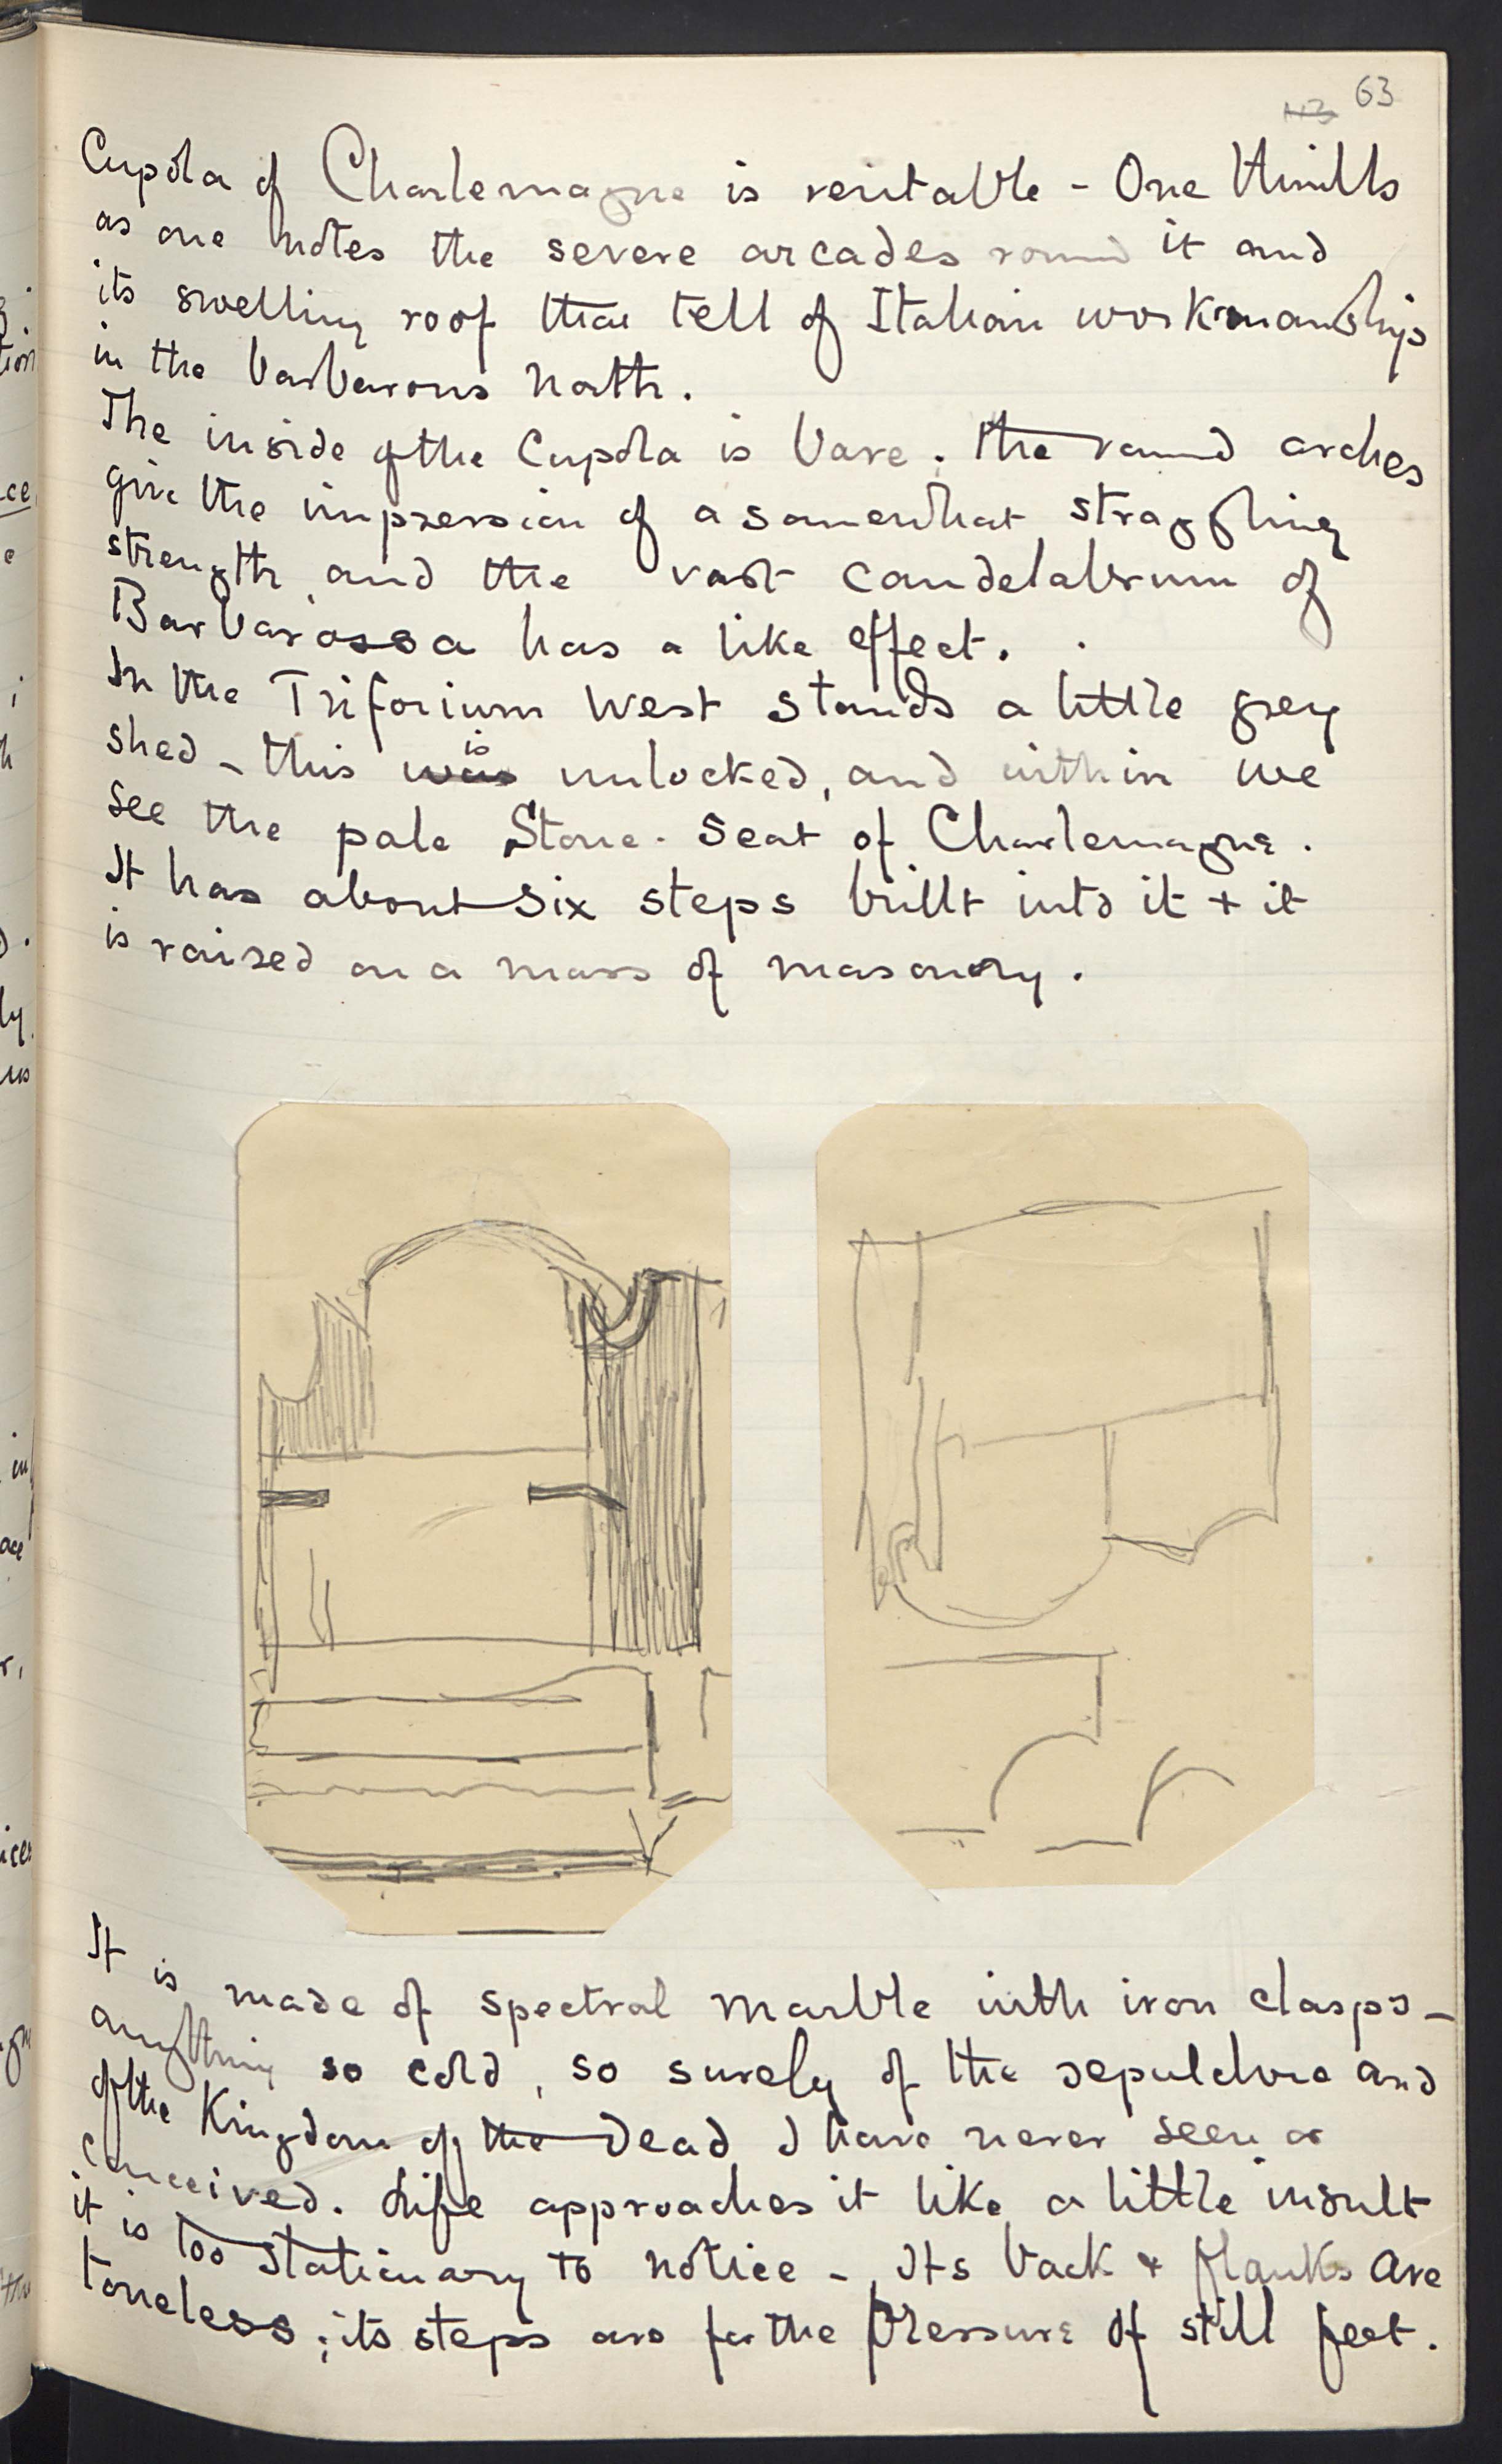 63
Cupola of Charlemagne is veritable - One thrills
as one notes the severe arcades round it and
its swelling roof that tell of Italian workmanship
in the barbarous North.
The inside of the Cupola is bare. The round arches
give the impression of a somewhat straggling
strength, and the vast candelabrum of
Barbarossa has a like effect.
In the Triforium West stands a little grey
shed - this was is unlocked, and within we
see the pale Stone-Seat of Charlemagne.
It has about six steps built into it + it
is raised on a mass of masonry.
It is made of spectral marble with iron clasps -
anything so cold, so surely of the sepulchre and
of the Kingdom of the Dead I have never seen or
conceived. Life approaches it like a little insult
it is too stationary to notice - Its back + flanks are
toneless; its steps are for the pressure of still feet.